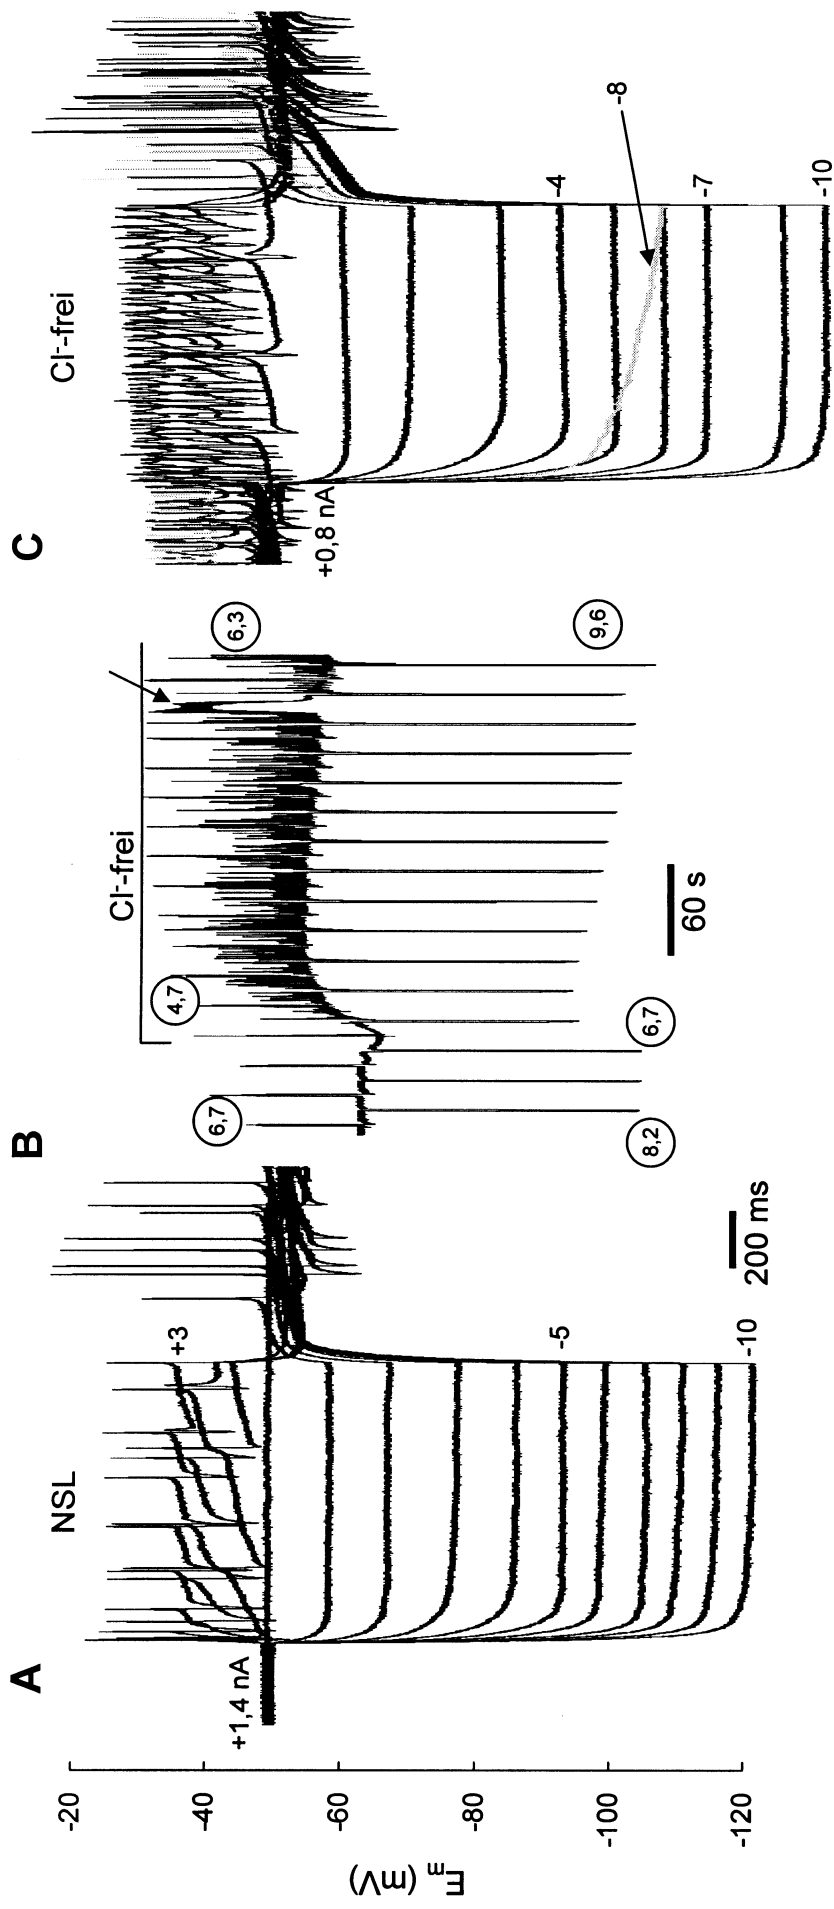 A
NSL
+1,4 nA
+3
-5
-10
200 ms
E_m (mV)
-20
-40
-60
-80
-100
-120
B
Cl⁻-frei
6,7
4,7
6,3
8,2
6,7
9,6
60 s
C
Cl⁻-frei
+0,8 nA
-4
-8
-7
-10